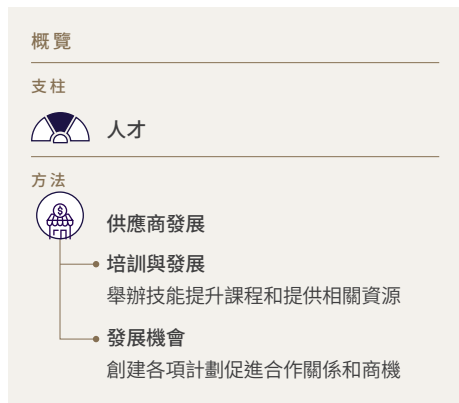 概覽
支柱
人才
方法
$
供應商發展
培訓與發展
舉辦技能提升課程和提供相關資源
發展機會
創建各項計劃促進合作關係和商機